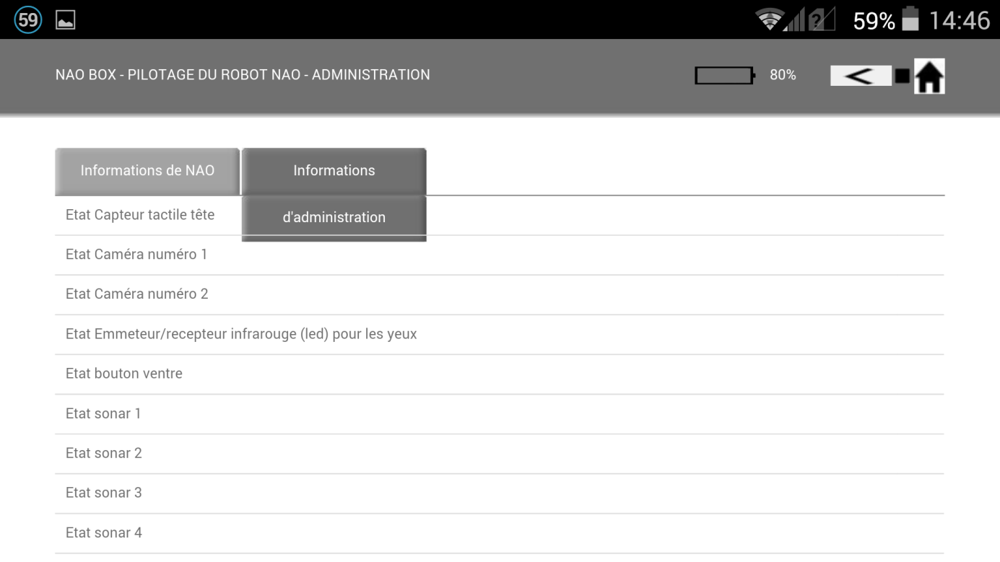 59
59% 14:46
NAO BOX - PILOTAGE DU ROBOT NAO - ADMINISTRATION
80%
Informations de NAO
Informations
d'administration
Etat Capteur tactile tête
Etat Caméra numéro 1
Etat Caméra numéro 2
Etat Emmeteur/recepteur infrarouge (led) pour les yeux
Etat bouton ventre
Etat sonar 1
Etat sonar 2
Etat sonar 3
Etat sonar 4